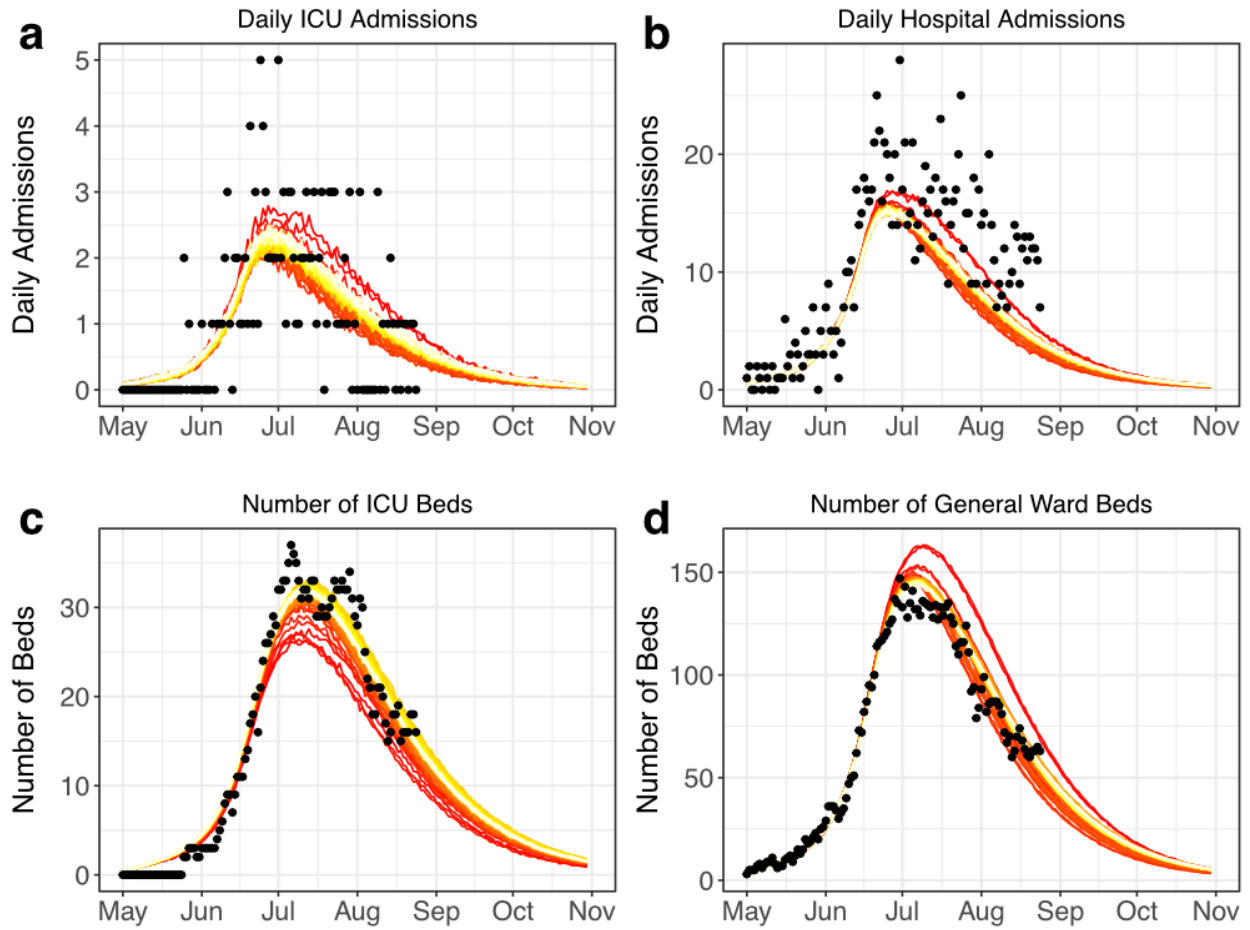 a Daily ICU Admissions
Daily Admissions
5
4
3
2
1
0
May Jun Jul Aug Sep Oct Nov
b Daily Hospital Admissions
Daily Admissions
20
10
0
May Jun Jul Aug Sep Oct Nov
c Number of ICU Beds
Number of Beds
30
20
10
0
May Jun Jul Aug Sep Oct Nov
d Number of General Ward Beds
Number of Beds
150
100
50
0
May Jun Jul Aug Sep Oct Nov